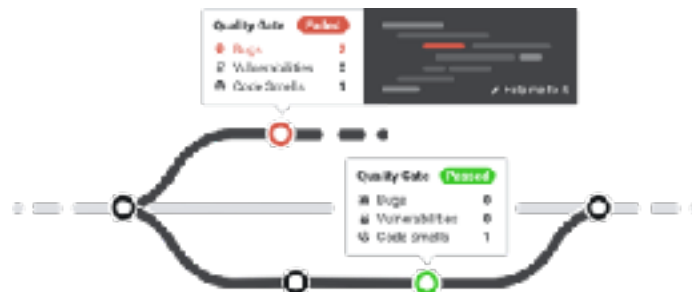 Quality Gate Failed
Bugs 2
Vulnerabilities 0
Code Smells 1
Quality Gate Passed
Bugs 0
Vulnerabilities 0
Code Smells 1